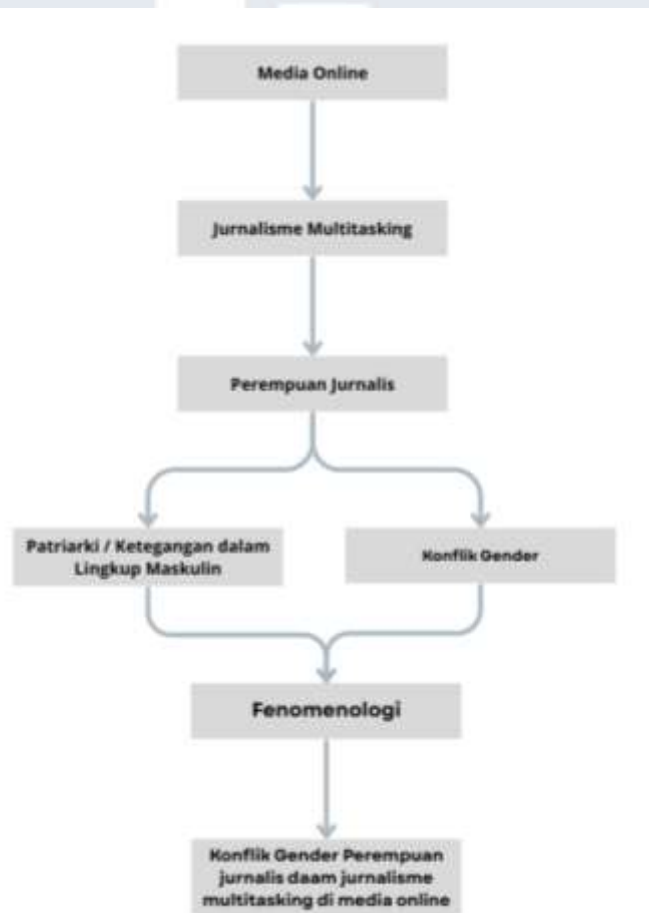 Media Online
Jurnalisme Multitasking
Perempuan Jurnalis
Patriarki / Ketegangan dalam
Lingkup Maskulin
Konflik Gender
Fenomenologi
Konflik Gender Perempuan
jurnalis daam jurnalisme
multitasking di media online